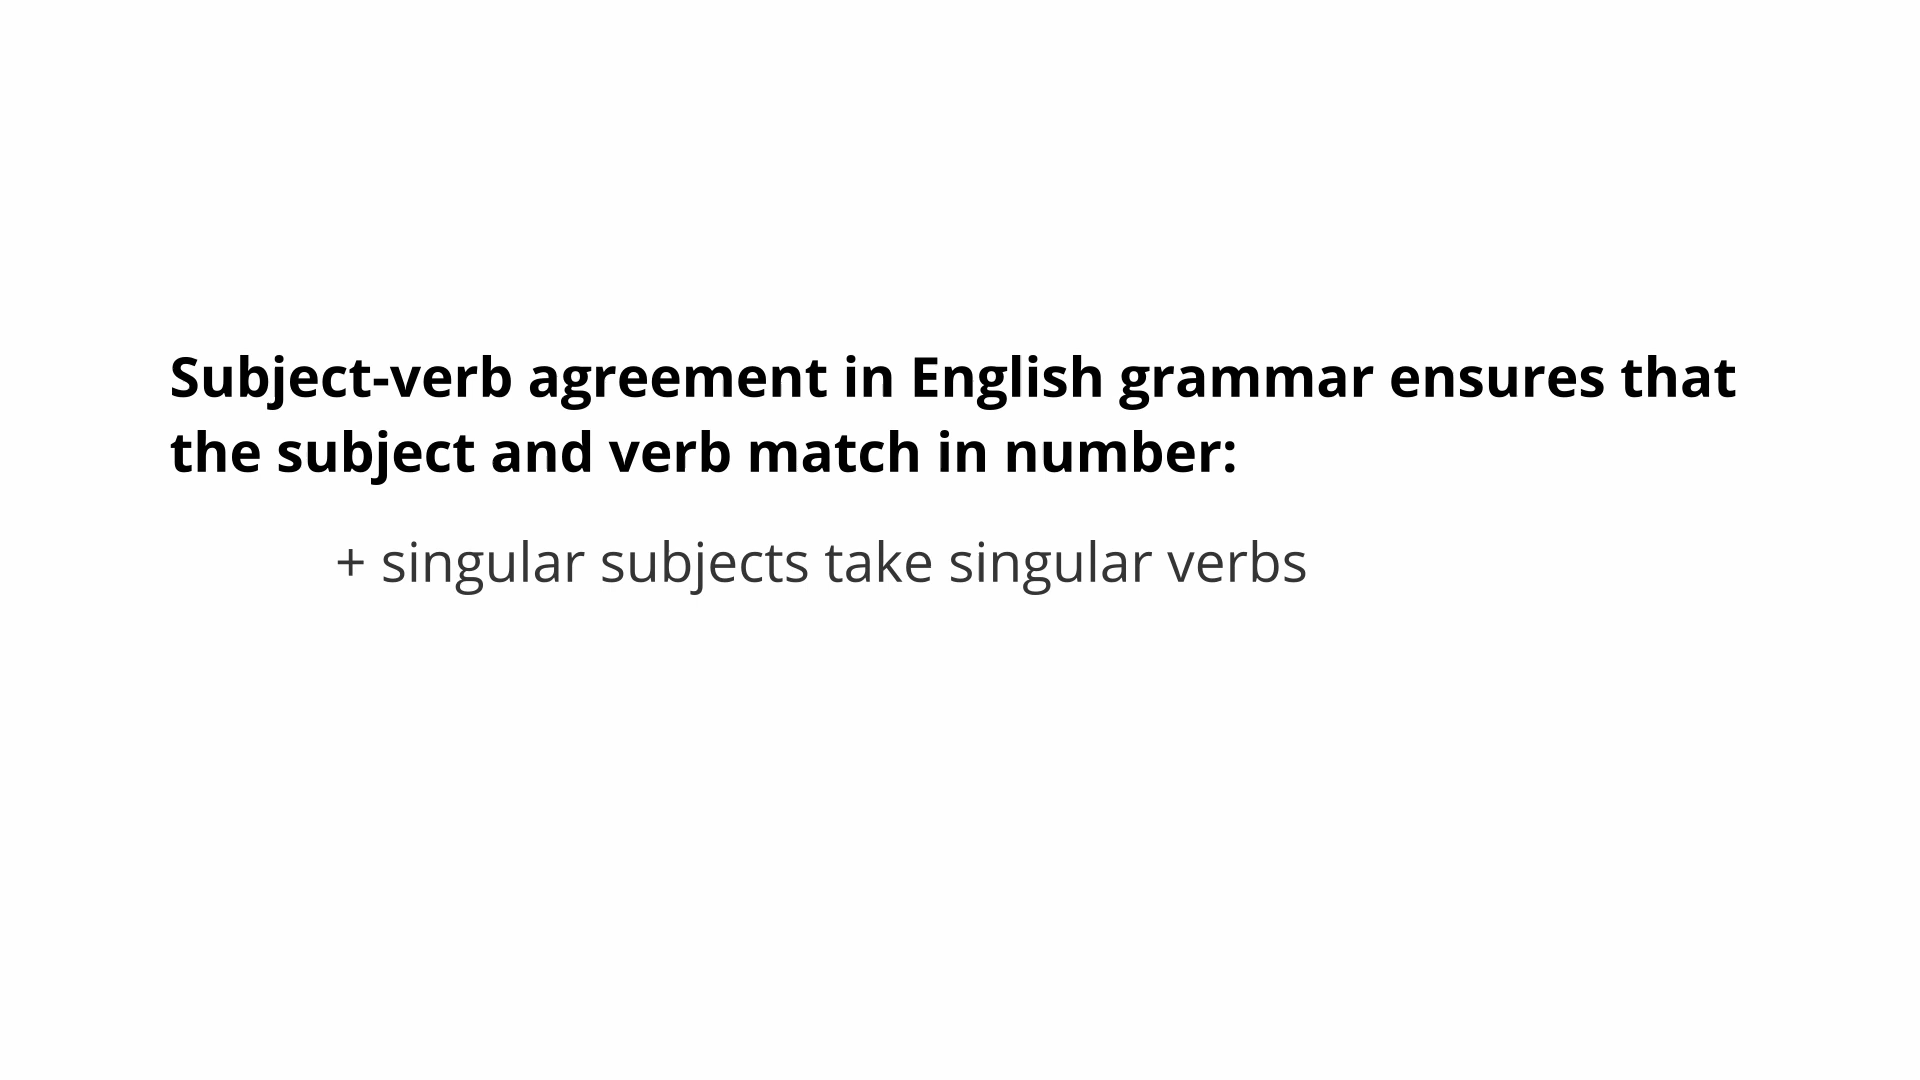 Subject-verb agreement in English grammar ensures that
the subject and verb match in number:
+ singular subjects take singular verbs